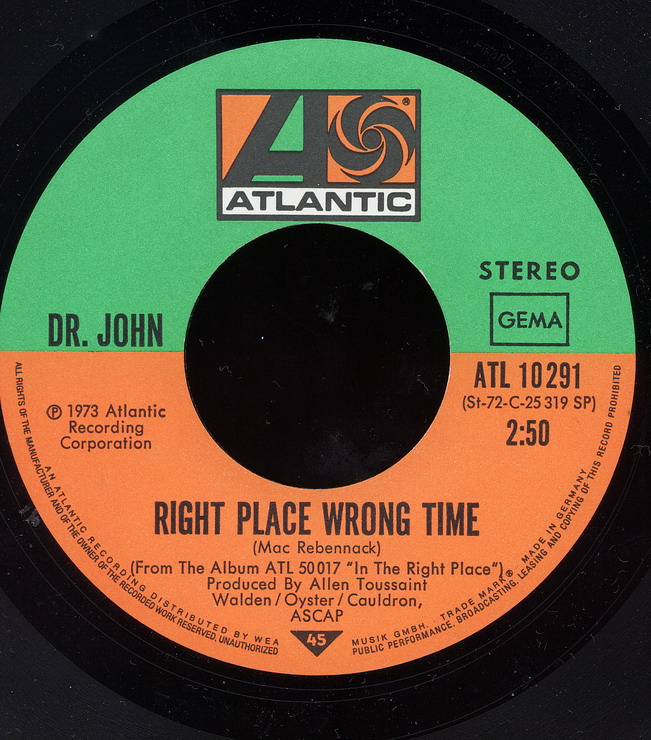 ®
ATLANTIC
STEREO
GEMA
DR. JOHN
ATL 10291
(St-72-C-25 319 SP)
2:50
℗ 1973 Atlantic
Recording
Corporation
RIGHT PLACE WRONG TIME
(Mac Rebennack)
(From The Album ATL 50017 "In The Right Place")
Produced By Allen Toussaint
Walden/Oyster/Cauldron,
ASCAP
45
AN ATLANTIC RECORDING DISTRIBUTED BY WEA MUSIK GMBH. TRADE MARK® MADE IN GERMANY
ALL RIGHTS OF THE MANUFACTURER AND OF THE OWNER OF THE RECORDED WORK RESERVED, UNAUTHORIZED PUBLIC PERFORMANCE, BROADCASTING, LEASING AND COPYING OF THIS RECORD PROHIBITED